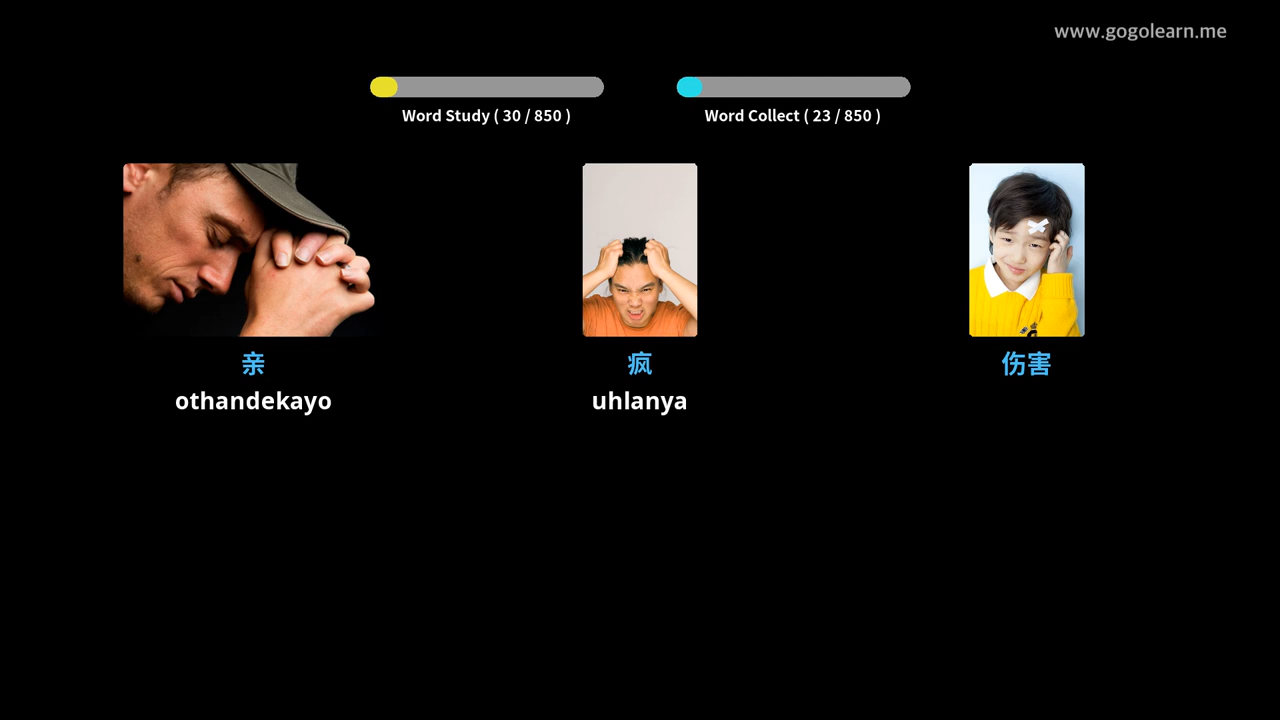 www.gogolearn.me
Word Study ( 30 / 850 )
Word Collect ( 23 / 850 )
亲
疯
伤害
othandekayo
uhlanya